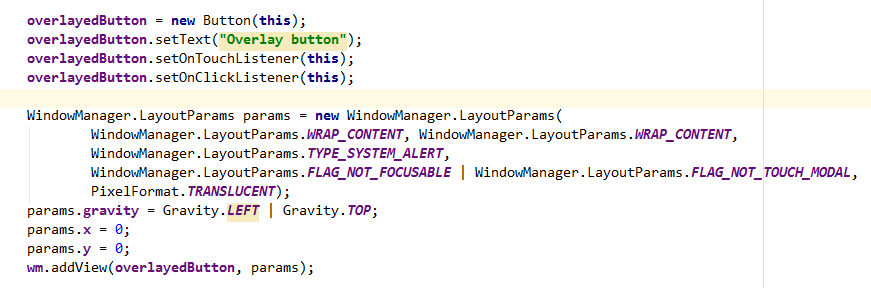 overlayedButton = new Button(this);
overlayedButton.setText("Overlay button");
overlayedButton.setOnTouchListener(this);
overlayedButton.setOnClickListener(this);
WindowManager.LayoutParams params = new WindowManager.LayoutParams(
WindowManager.LayoutParams.WRAP_CONTENT, WindowManager.LayoutParams.WRAP_CONTENT,
WindowManager.LayoutParams.TYPE_SYSTEM_ALERT,
WindowManager.LayoutParams.FLAG_NOT_FOCUSABLE | WindowManager.LayoutParams.FLAG_NOT_TOUCH_MODAL,
PixelFormat.TRANSLUCENT);
params.gravity = Gravity.LEFT | Gravity.TOP;
params.x = 0;
params.y = 0;
wm.addView(overlayedButton, params);